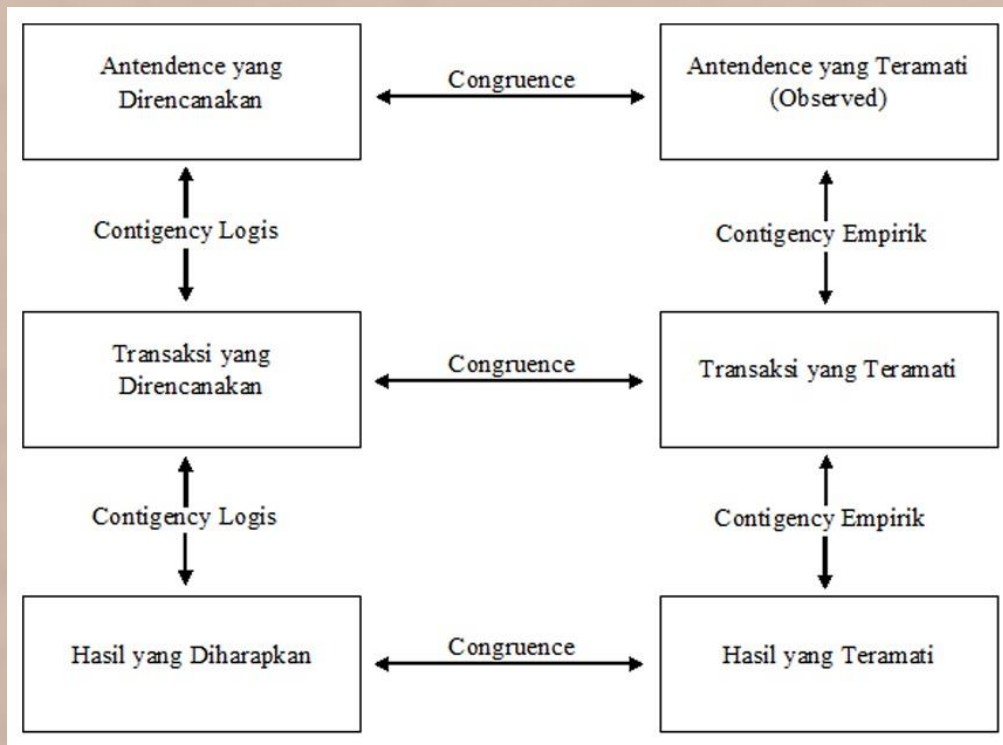 Antendence yang
Direncanakan
Congruence
Antendence yang Teramati
(Observed)
Contigency Logis
Contigency Empirik
Transaksi yang
Direncanakan
Congruence
Transaksi yang Teramati
Contigency Logis
Contigency Empirik
Hasil yang Diharapkan
Congruence
Hasil yang Teramati